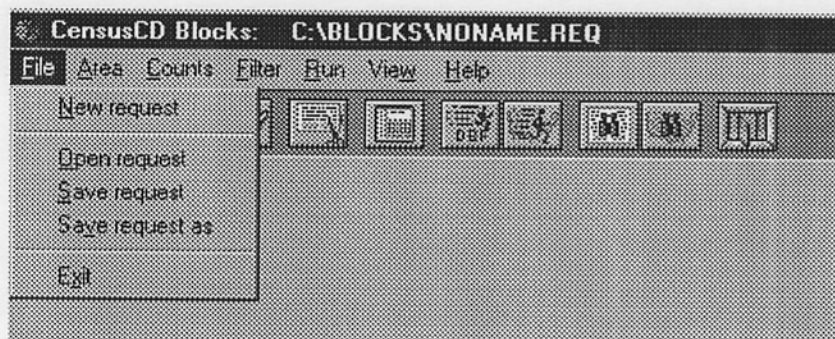 CensusCD Blocks: C:\BLOCKS\NONAME.REQ
File Area Counts Filter Run View Help
New request
DBF
Open request
Save request
Save request as
Exit